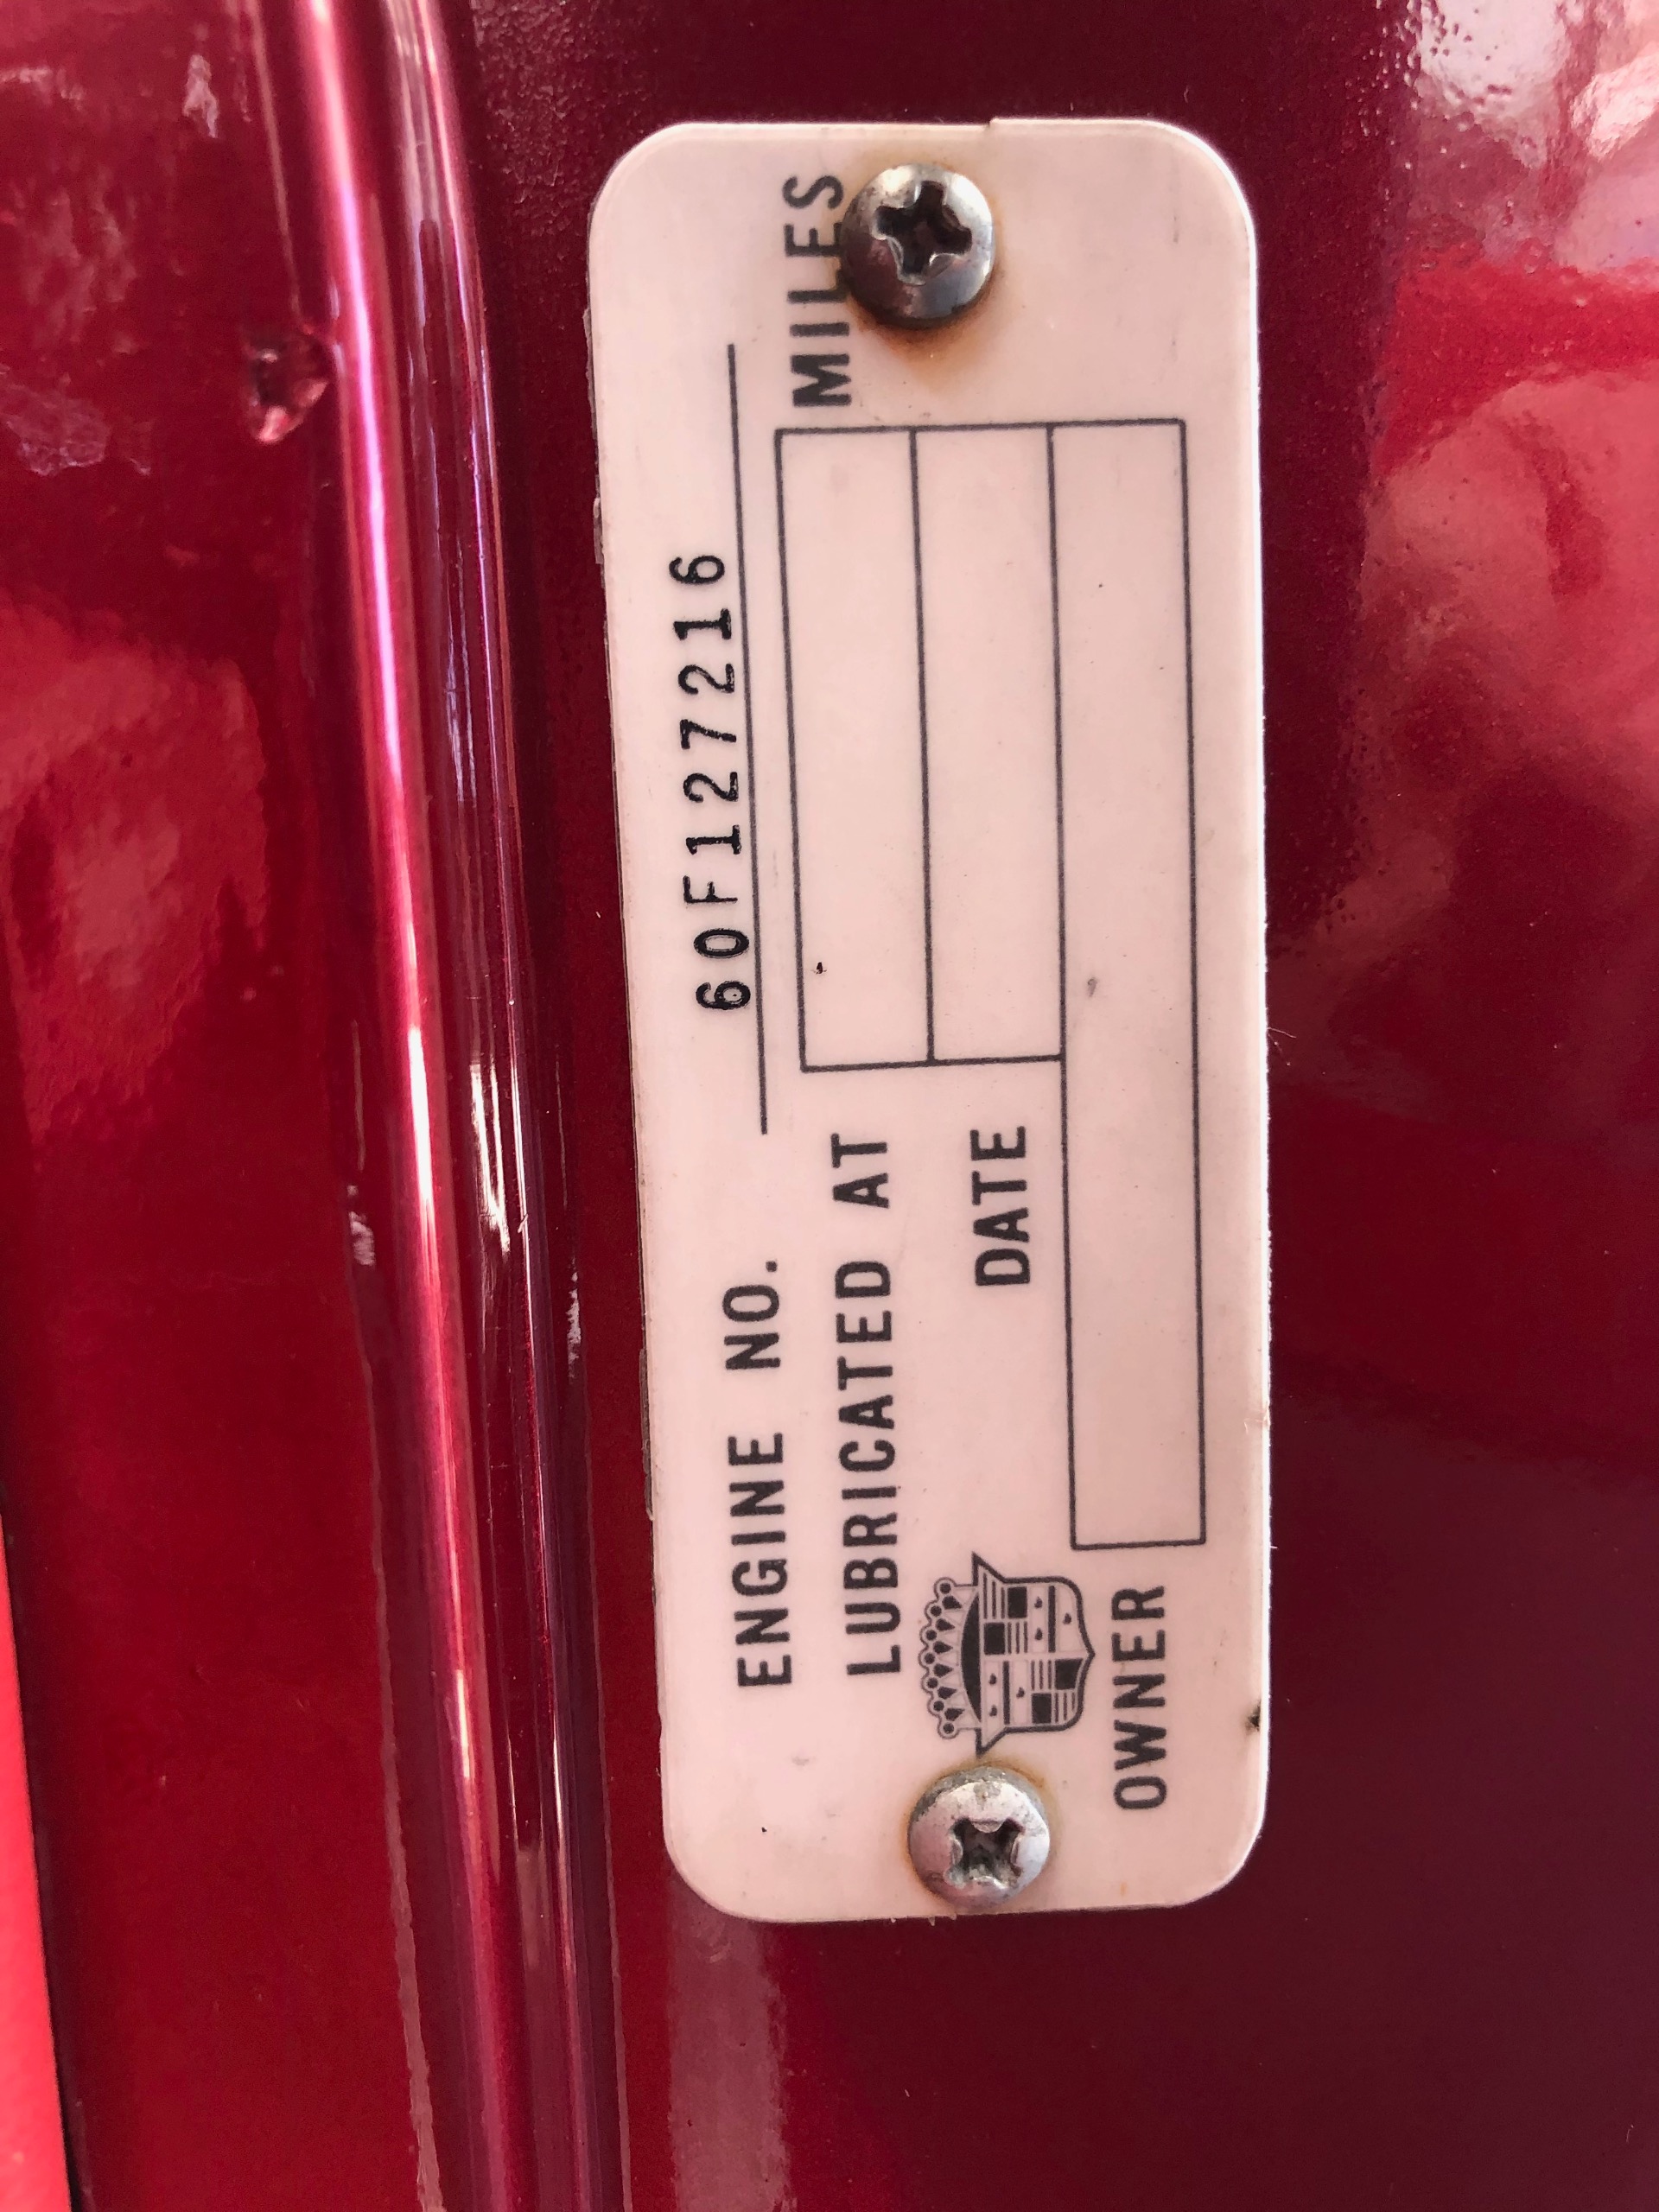 ENGINE NO. 60F127216
LUBRICATED AT MILES
DATE
OWNER